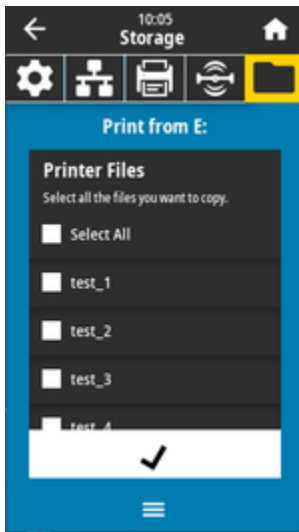 10:05
Storage
Print from E:
Printer Files
Select all the files you want to copy.
Select All
test_1
test_2
test_3
test_4